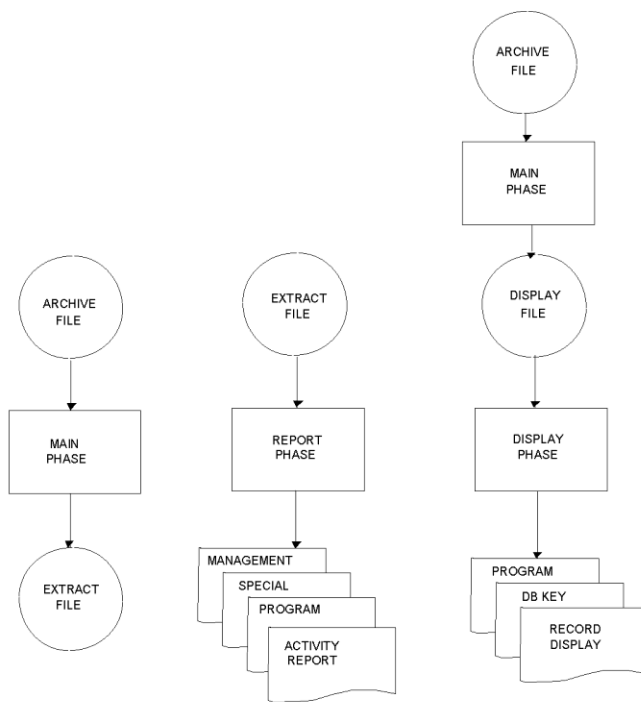 ARCHIVE
FILE
MAIN
PHASE
EXTRACT
FILE
EXTRACT
FILE
REPORT
PHASE
MANAGEMENT
SPECIAL
PROGRAM
ACTIVITY
REPORT
ARCHIVE
FILE
MAIN
PHASE
DISPLAY
FILE
DISPLAY
PHASE
PROGRAM
DB KEY
RECORD
DISPLAY